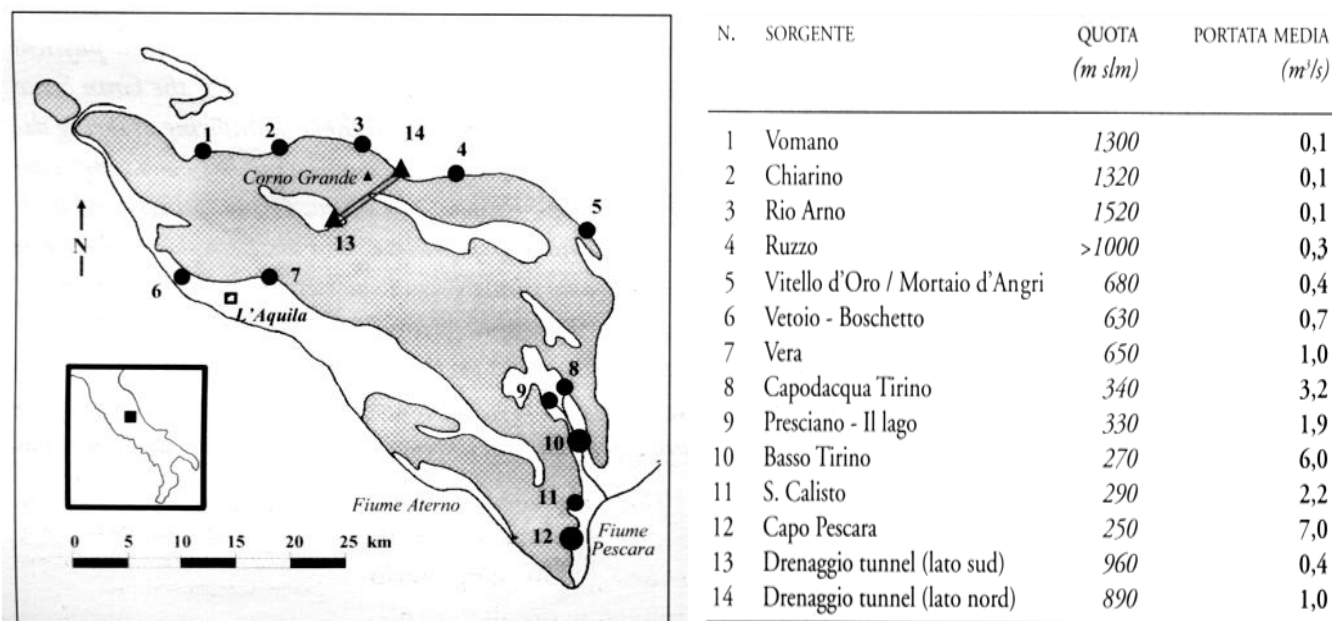 1
2
3
14
4
Corno Grande
5
13
N
6
7
L'Aquila
8
9
10
11
12
Fiume Aterno
Fiume
Pescara
0 5 10 15 20 25 km
N. SORGENTE QUOTA PORTATA MEDIA
(m slm) (m³/s)
1 Vomano 1300 0,1
2 Chiarino 1320 0,1
3 Rio Arno 1520 0,1
4 Ruzzo >1000 0,3
5 Vitello d'Oro / Mortaio d'Angri 680 0,4
6 Vetoio - Boschetto 630 0,7
7 Vera 650 1,0
8 Capodacqua Tirino 340 3,2
9 Presciano - Il lago 330 1,9
10 Basso Tirino 270 6,0
11 S. Calisto 290 2,2
12 Capo Pescara 250 7,0
13 Drenaggio tunnel (lato sud) 960 0,4
14 Drenaggio tunnel (lato nord) 890 1,0